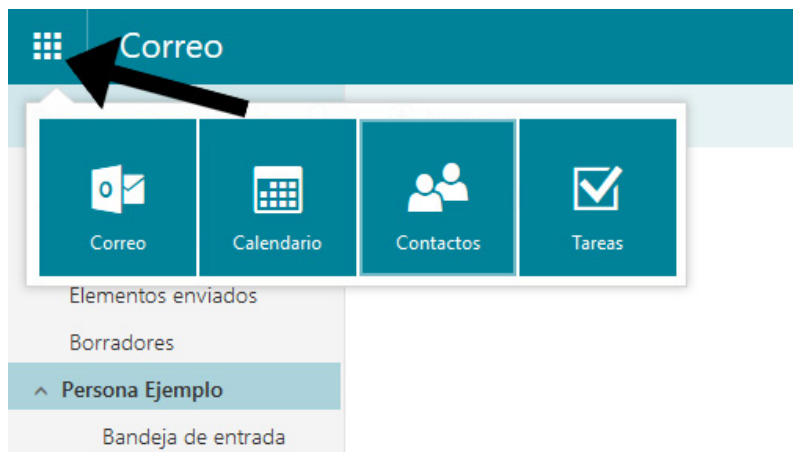 Correo
Correo Calendario Contactos Tareas
Elementos enviados
Borradores
Persona Ejemplo
Bandeja de entrada